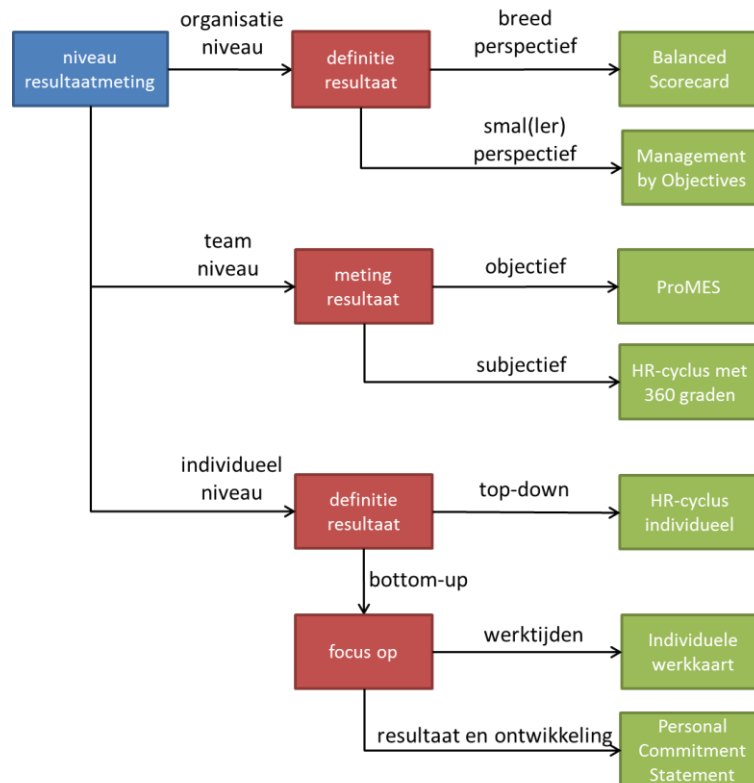 organisatie
niveau
breed
perspectief
niveau
resultaatmeting
definitie
resultaat
Balanced
Scorecard
smal(ler)
perspectief
Management
by Objectives
team
niveau
meting
resultaat
objectief
ProMES
subjectief
HR-cyclus met
360 graden
individueel
niveau
definitie
resultaat
top-down
HR-cyclus
individueel
bottom-up
focus op
werktijden
Individuele
werkkaart
resultaat en ontwikkeling
Personal
Commitment
Statement